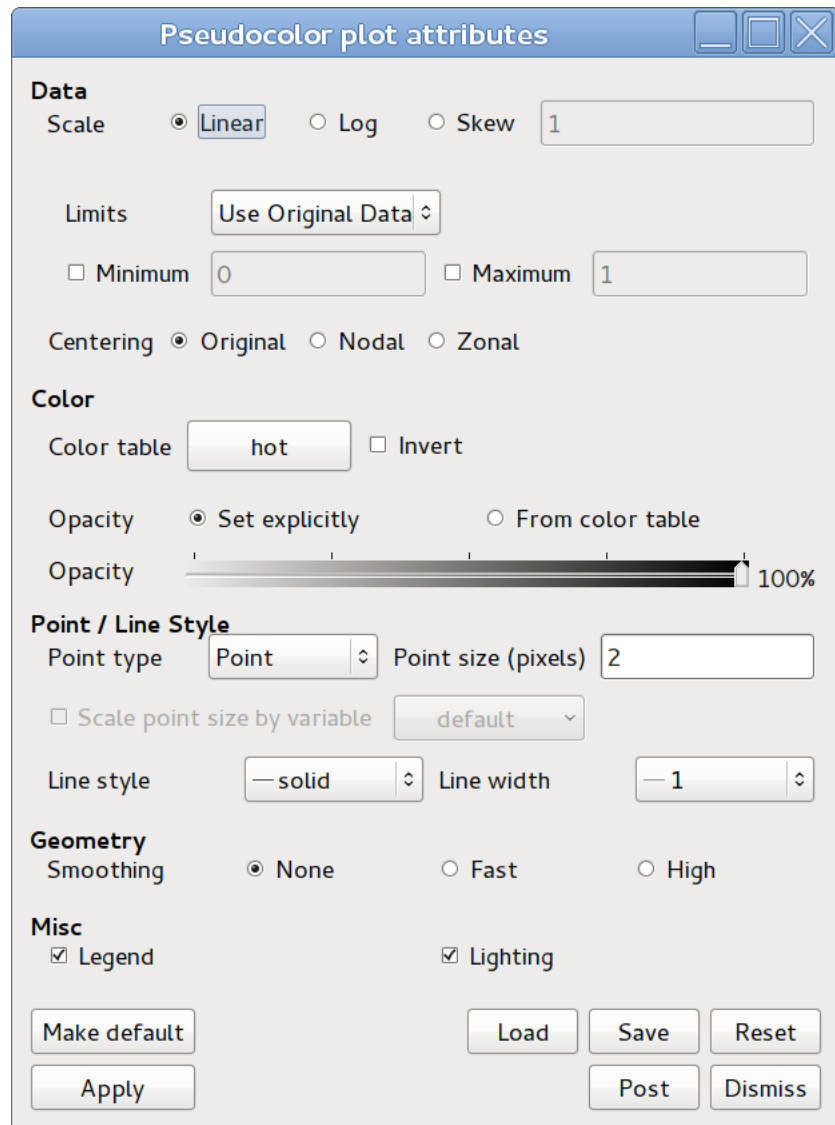 Pseudocolor plot attributes
Data
Scale Linear Log Skew 1
Limits Use Original Data
Minimum 0 Maximum 1
Centering Original Nodal Zonal
Color
Color table hot Invert
Opacity Set explicitly From color table
Opacity 100%
Point / Line Style
Point type Point Point size (pixels) 2
Scale point size by variable default
Line style solid Line width 1
Geometry
Smoothing None Fast High
Misc
Legend Lighting
Make default Load Save Reset
Apply Post Dismiss